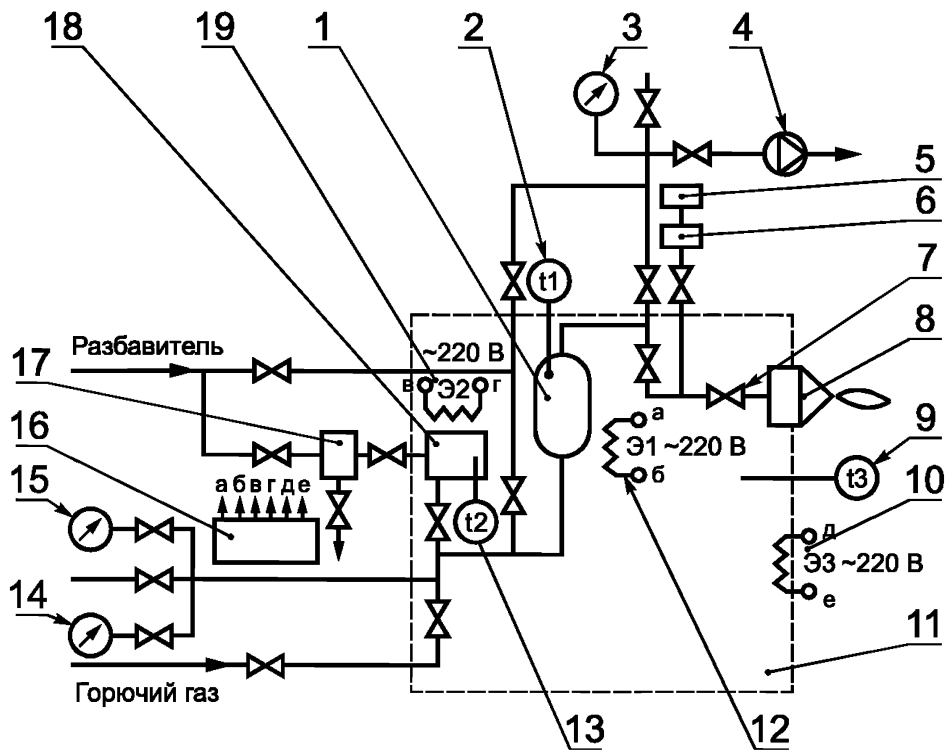 18 19 1 2 3 4
5
6
t1
7
Разбавитель
~220 В
8
17
в Э2 г
а
18
Э1 ~220 В
9
16
б
t3
а б в г д е
10
15
t2
д
Э3 ~220 В
14
е
11
Горючий газ
13 12